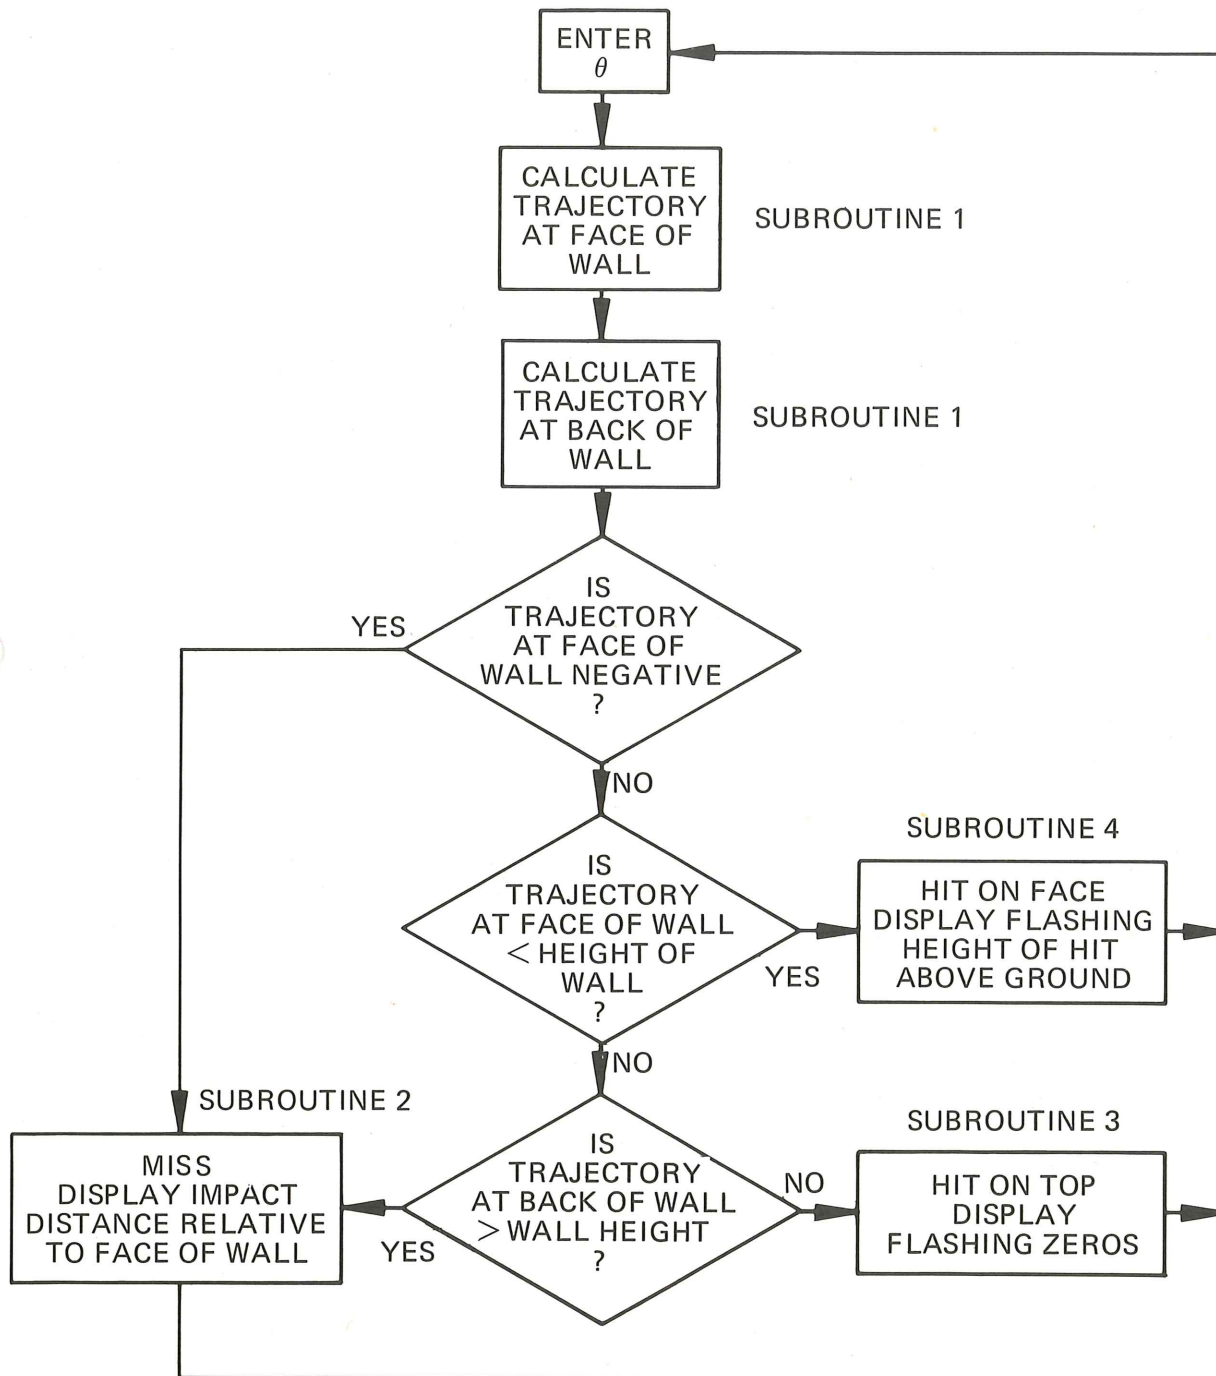 ENTER
θ
CALCULATE
TRAJECTORY
AT FACE OF
WALL
SUBROUTINE 1
CALCULATE
TRAJECTORY
AT BACK OF
WALL
SUBROUTINE 1
IS
TRAJECTORY
AT FACE OF
WALL NEGATIVE
?
YES
NO
IS
TRAJECTORY
AT FACE OF WALL
< HEIGHT OF
WALL
?
YES
SUBROUTINE 4
HIT ON FACE
DISPLAY FLASHING
HEIGHT OF HIT
ABOVE GROUND
NO
SUBROUTINE 2
MISS
DISPLAY IMPACT
DISTANCE RELATIVE
TO FACE OF WALL
YES
IS
TRAJECTORY
AT BACK OF WALL
> WALL HEIGHT
?
NO
SUBROUTINE 3
HIT ON TOP
DISPLAY
FLASHING ZEROS